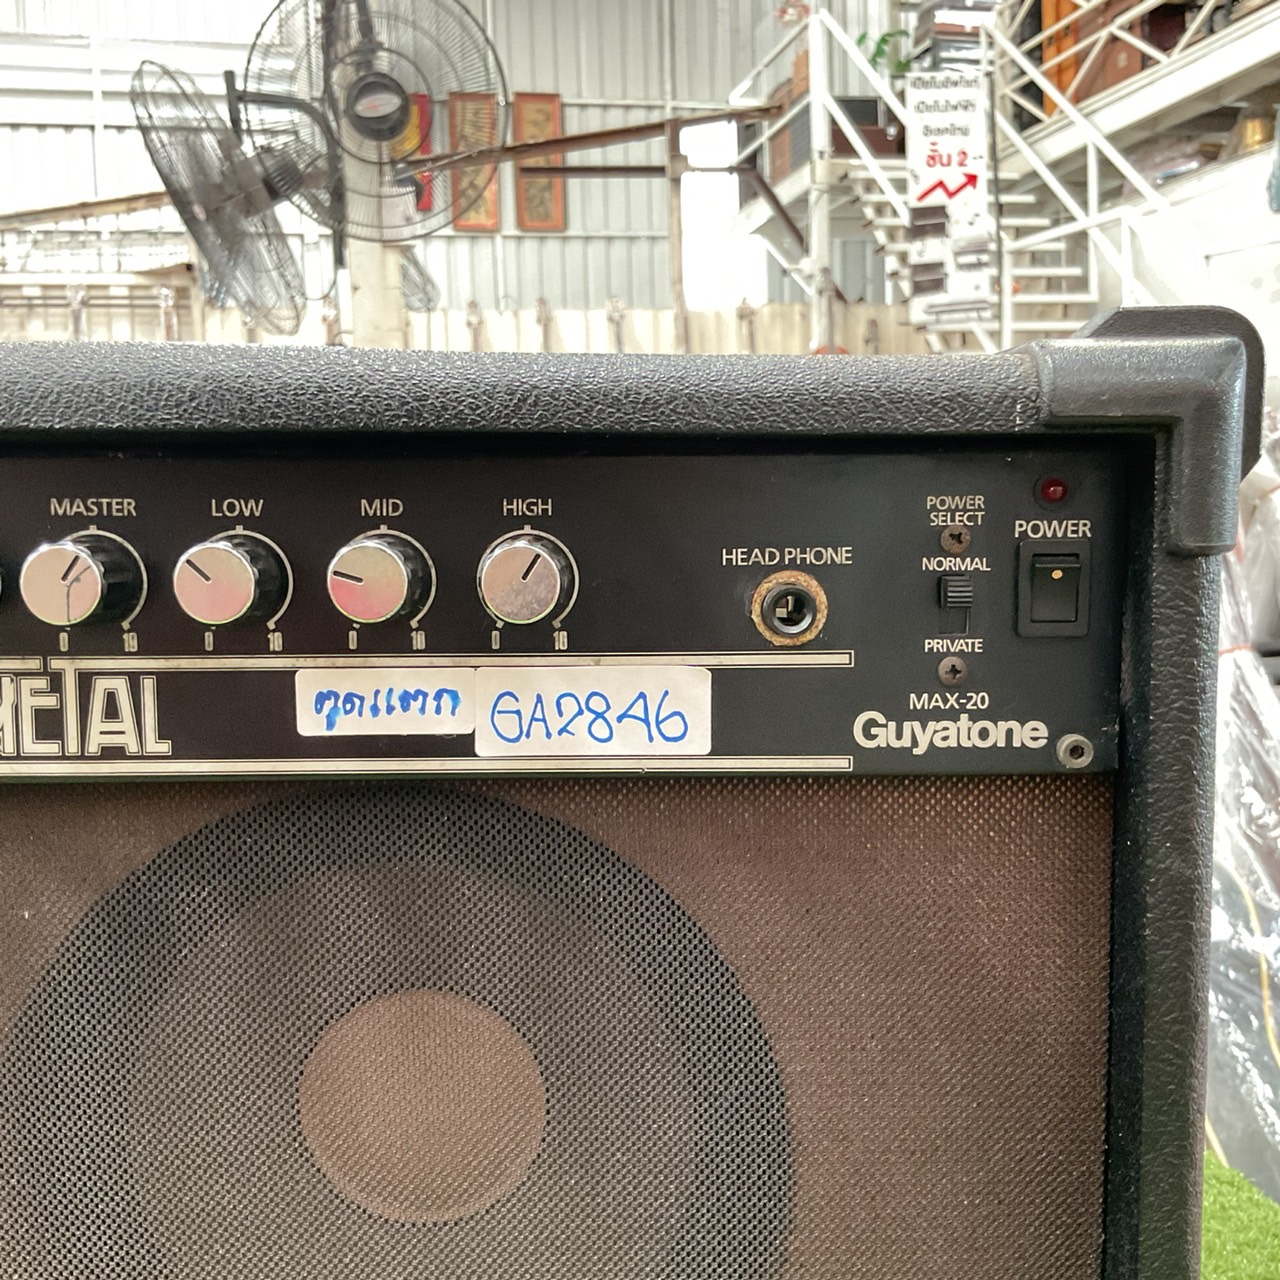 ชั้น 2
MASTER LOW MID HIGH
0 10 0 10 0 10 0 10
HEAD PHONE
POWER
SELECT
NORMAL
PRIVATE
POWER
METAL
ตูดแตก
GA2846
MAX-20
Guyatone